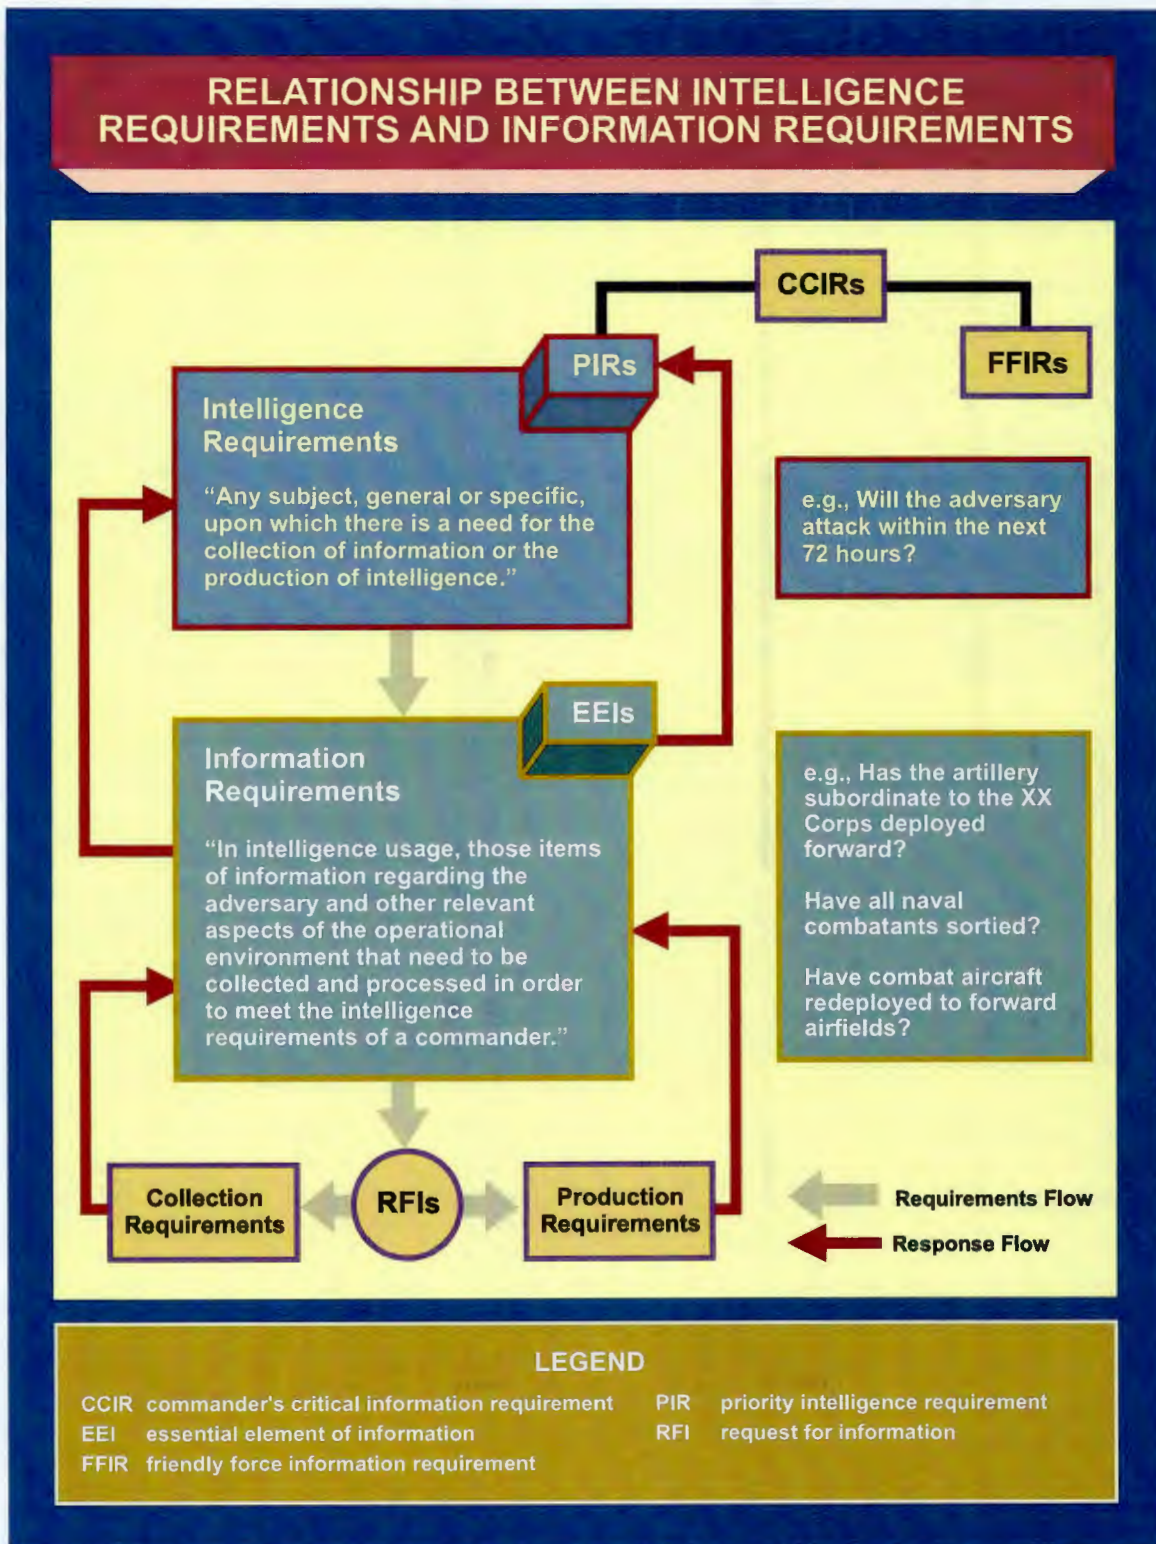 RELATIONSHIP BETWEEN INTELLIGENCE
REQUIREMENTS AND INFORMATION REQUIREMENTS
CCIRs
PIRs
FFIRs
Intelligence
Requirements
“Any subject, general or specific,
upon which there is a need for the
collection of information or the
production of intelligence.”
e.g., Will the adversary
attack within the next
72 hours?
EEIs
Information
Requirements
“In intelligence usage, those items
of information regarding the
adversary and other relevant
aspects of the operational
environment that need to be
collected and processed in order
to meet the intelligence
requirements of a commander.”
e.g., Has the artillery
subordinate to the XX
Corps deployed
forward?
Have all naval
combatants sortied?
Have combat aircraft
redeployed to forward
airfields?
Collection
Requirements
RFIs
Production
Requirements
Requirements Flow
Response Flow
LEGEND
CCIR commander's critical information requirement
EEI essential element of information
FFIR friendly force information requirement
PIR priority intelligence requirement
RFI request for information